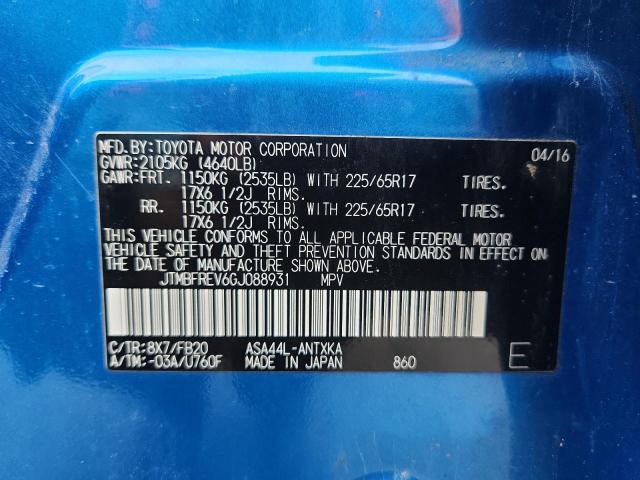 MFD.BY:TOYOTA MOTOR CORPORATION 04/16
GVWR:2105KG (4640LB)
GAWR:FRT. 1150KG (2535LB) WITH 225/65R17 TIRES.
17X6 1/2J RIMS.
RR. 1150KG (2535LB) WITH 225/65R17 TIRES.
17X6 1/2J RIMS.
THIS VEHICLE CONFORMS TO ALL APPLICABLE FEDERAL MOTOR
VEHICLE SAFETY AND THEFT PREVENTION STANDARDS IN EFFECT ON
THE DATE OF MANUFACTURE SHOWN ABOVE.
JTMBFREV6GJ088931 MPV
C/TR:8X7/FB20 ASA44L-ANTXKA
A/TM:-03A/U760F MADE IN JAPAN 860 E